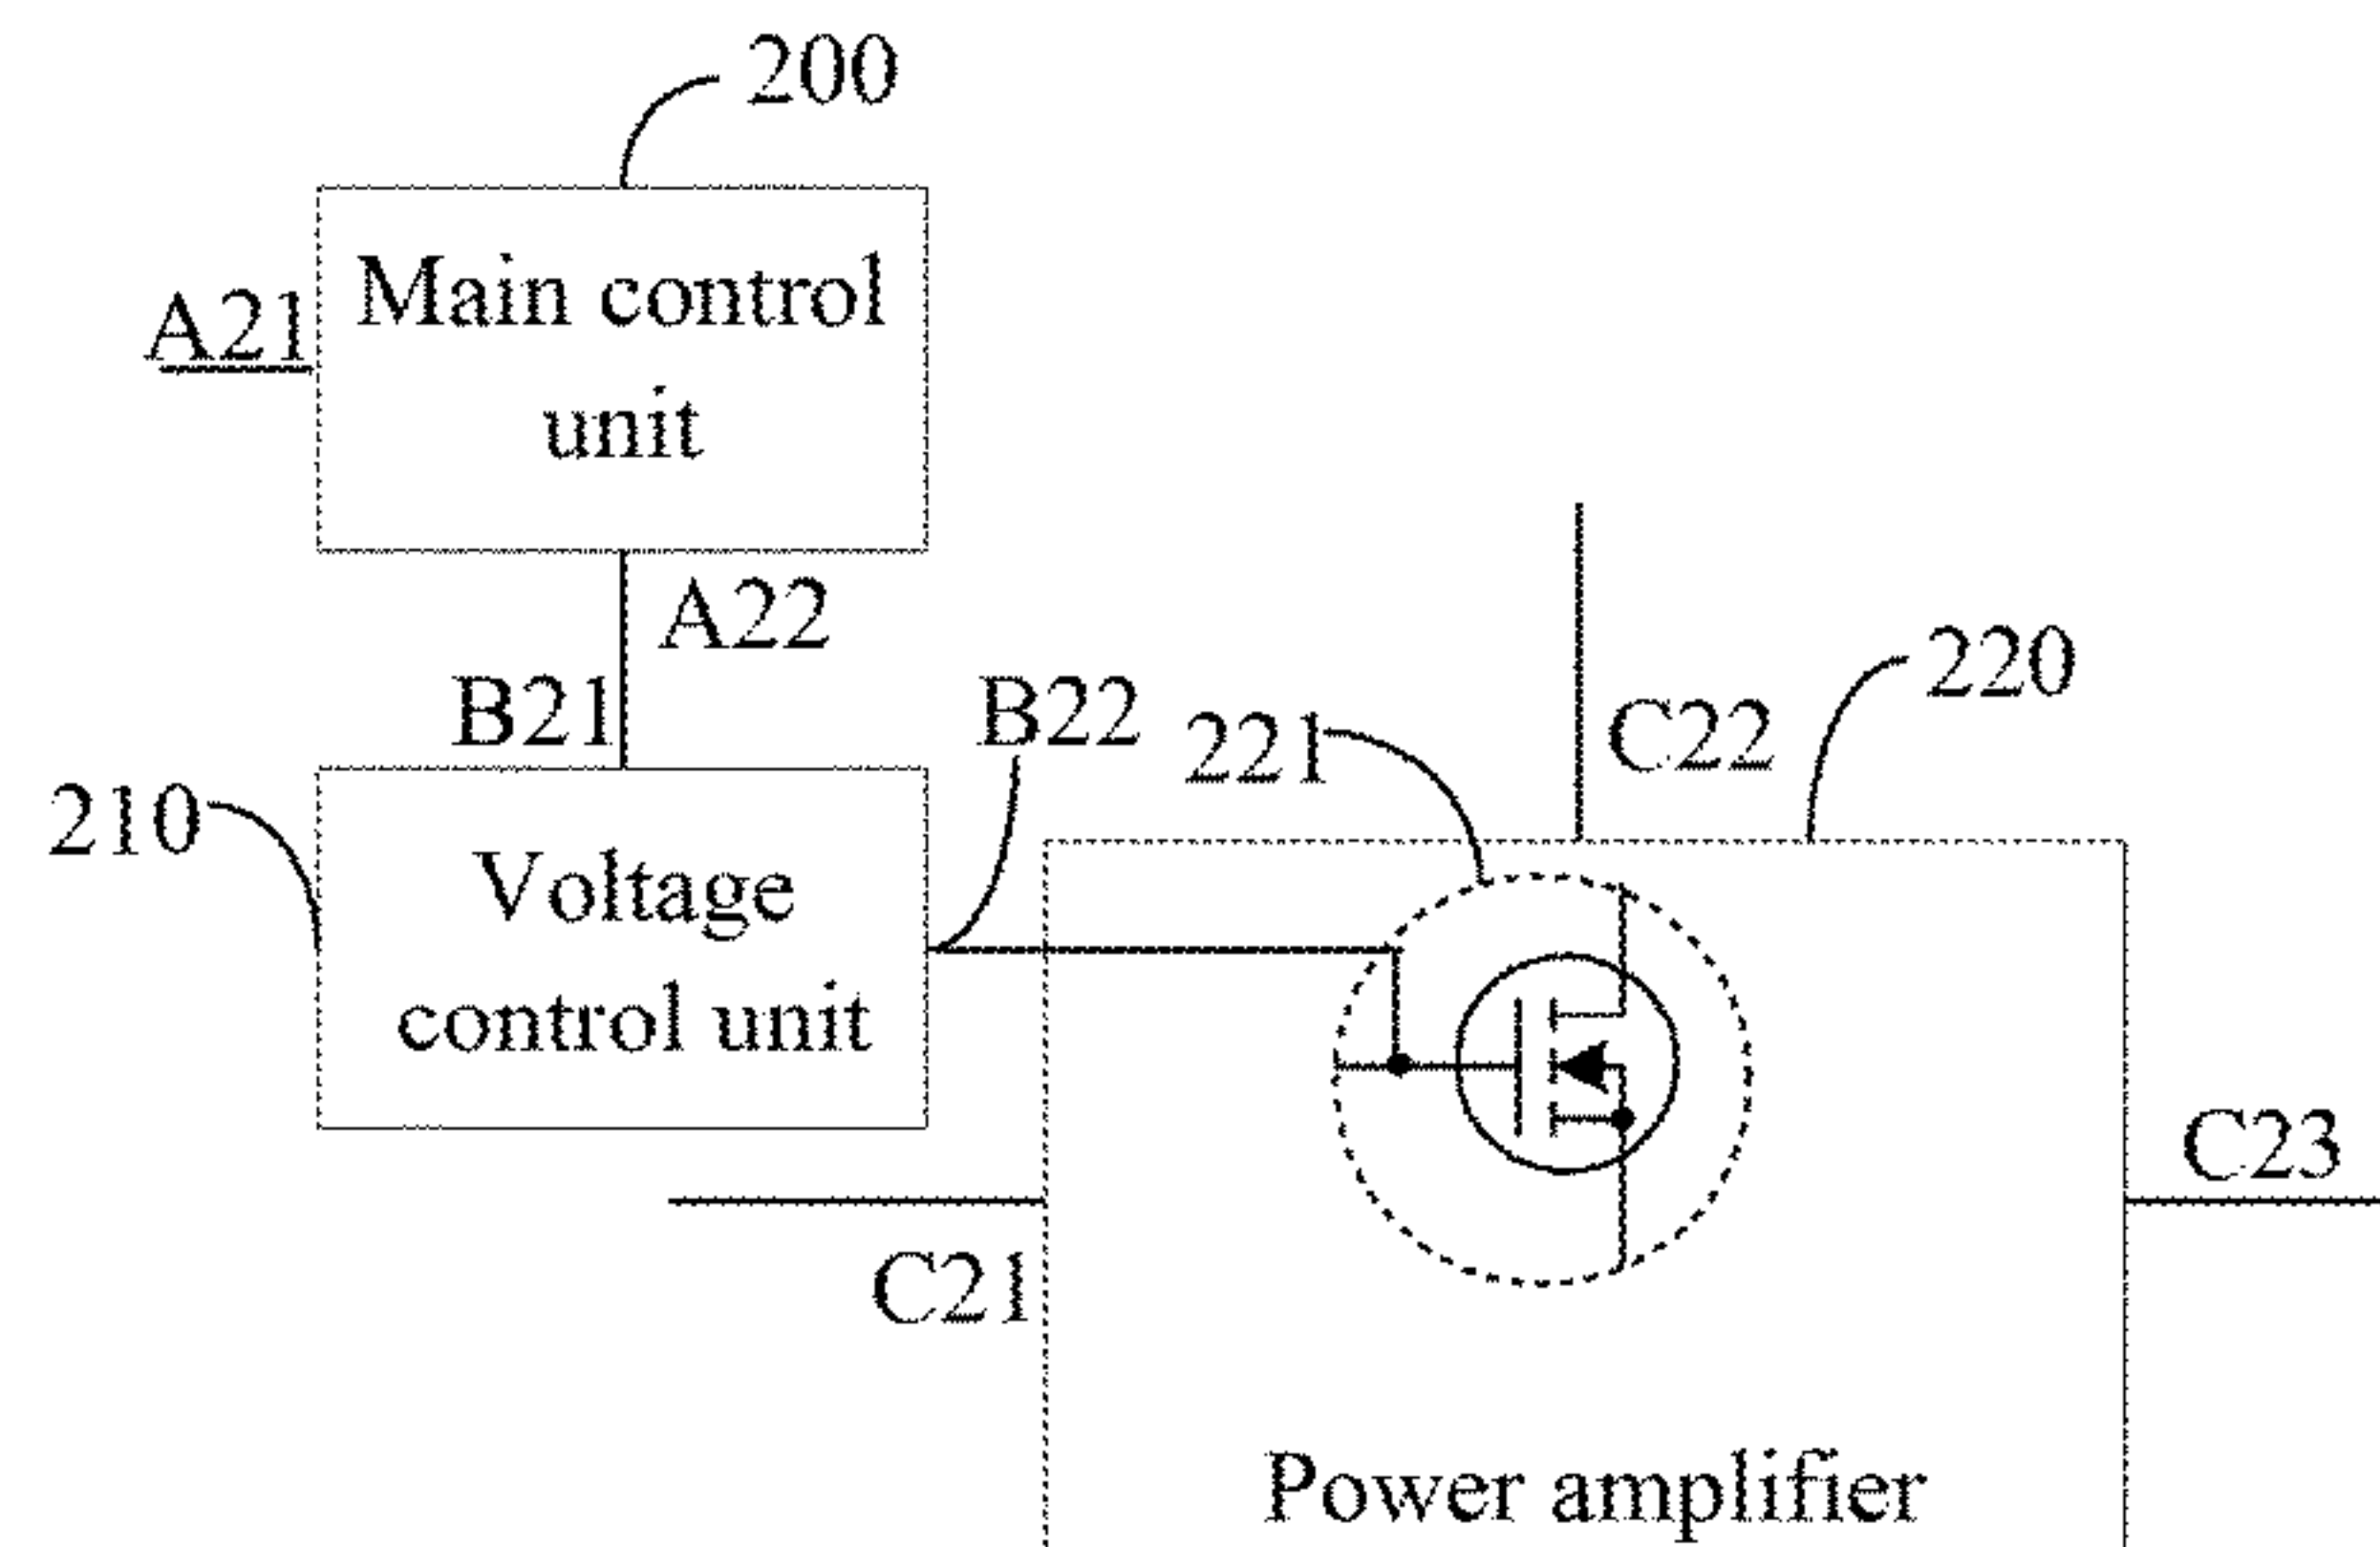 200
Main control
unit
A21
A22
B21
B22
221
C22
220
210
Voltage
control unit
C23
C21
Power amplifier